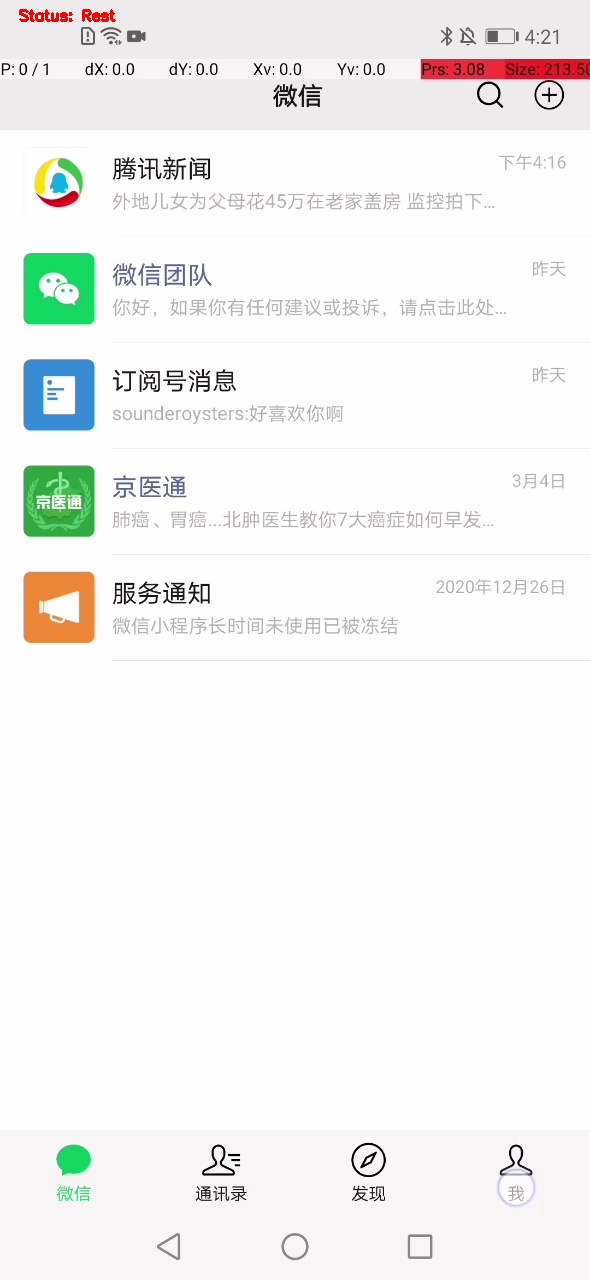 Status: Rest
4:21
P: 0 / 1 dX: 0.0 dY: 0.0 Xv: 0.0 Yv: 0.0 Prs: 3.08 Size: 213.50
微信
腾讯新闻 下午4:16
外地儿女为父母花45万在老家盖房 监控拍下...
微信团队 昨天
你好，如果你有任何建议或投诉，请点击此处...
订阅号消息 昨天
sounderoysters:好喜欢你啊
京医通
京医通 3月4日
肺癌、胃癌...北肿医生教你7大癌症如何早发...
服务通知 2020年12月26日
微信小程序长时间未使用已被冻结
微信 通讯录 发现 我